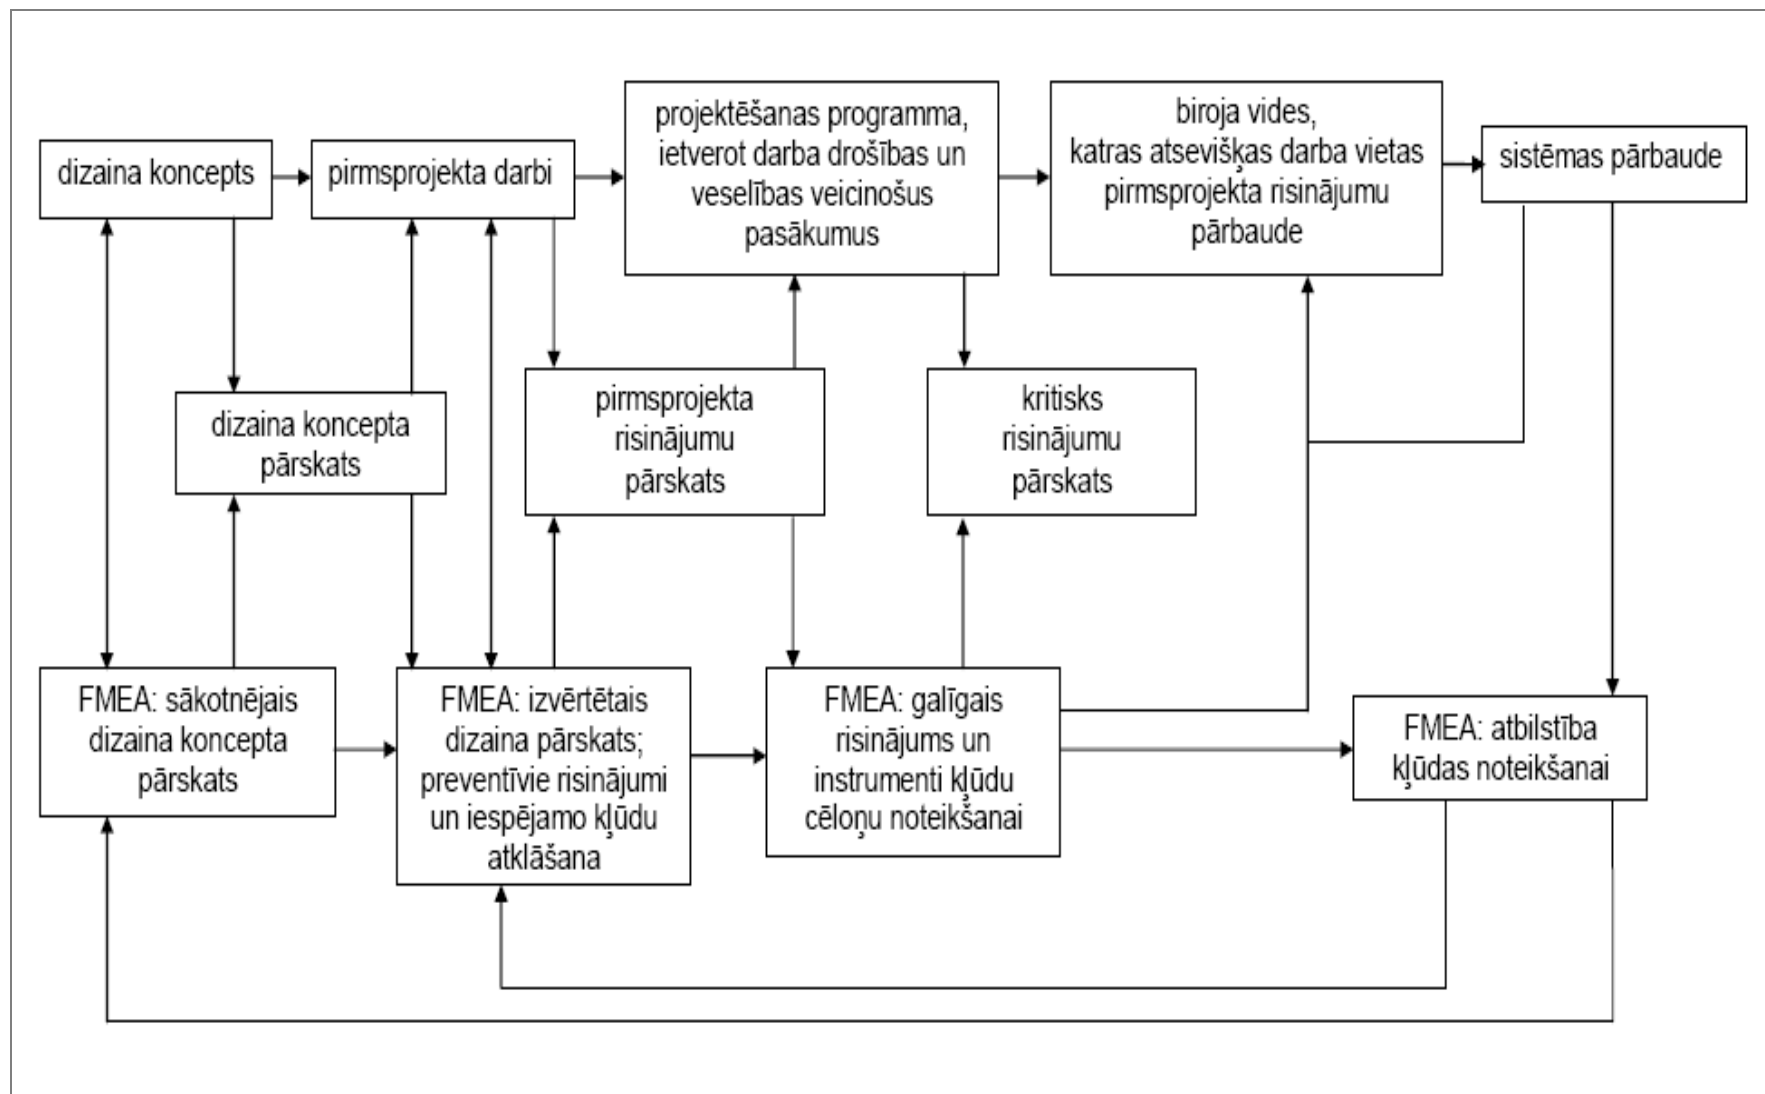 dizaina koncepts
pirmsprojekta darbi
projektēšanas programma,
ietverot darba drošības un
veselības veicinošus
pasākumus
biroja vides,
katras atsevišķas darba vietas
pirmsprojekta risinājumu
pārbaude
sistēmas pārbaude
dizaina koncepta
pārskats
pirmsprojekta
risinājumu
pārskats
kritisks
risinājumu
pārskats
FMEA: sākotnējais
dizaina koncepta
pārskats
FMEA: izvērtētais
dizaina pārskats;
preventīvie risinājumi
un iespējamo kļūdu
atklāšana
FMEA: galīgais
risinājums un
instrumenti kļūdu
cēloņu noteikšanai
FMEA: atbilstība
kļūdas noteikšanai